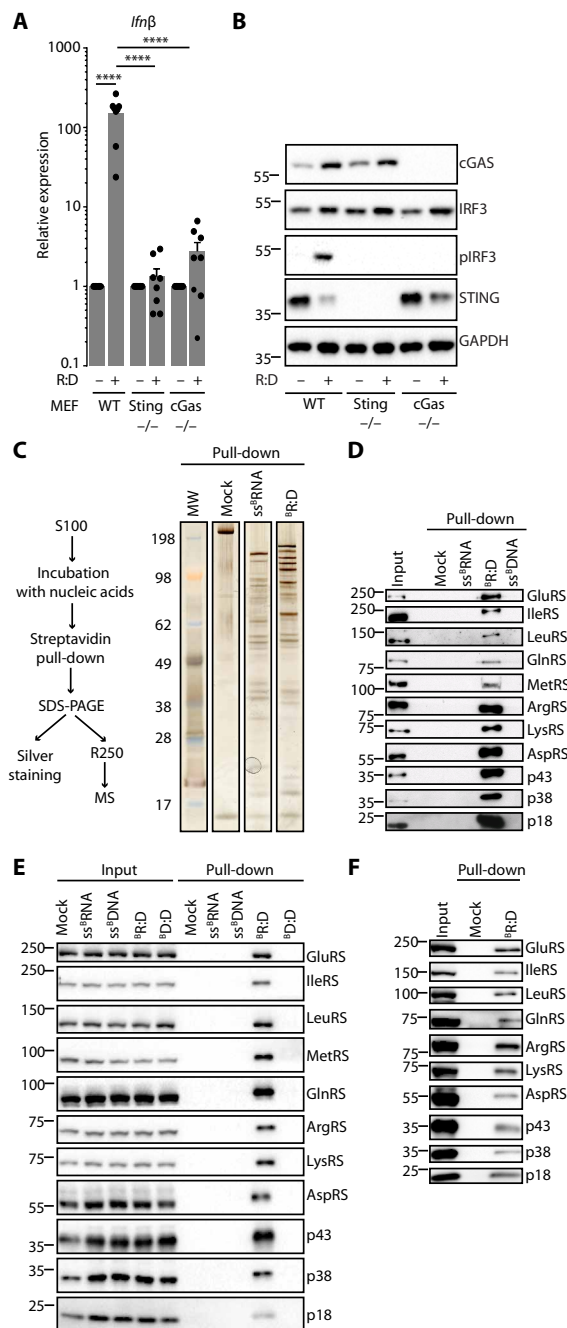 A
Ifnβ
****
****
****
1000
100
10
1
0.1
Relative expression
R:D – + – + – +
MEF WT Sting cGas
–/– –/–
B
55 cGAS
IRF3
55 pIRF3
STING
35
GAPDH
35
R:D – + – + – +
WT Sting cGas
–/– –/–
C
S100
Incubation
with nucleic acids
Streptavidin
pull-down
SDS-PAGE
Silver
staining
R250
MS
Pull-down
MW Mock ssᴮRNA ᴮR:D
198
98
62
49
38
28
17
D
Pull-down
Input Mock ssᴮRNA ᴮR:D ssᴮDNA
250 GluRS
250 IleRS
150 LeuRS
GlnRS
75
MetRS
100
ArgRS
75
75 LysRS
AspRS
55
35 p43
35 p38
25 p18
E
Input Pull-down
Mock ssᴮRNA ssᴮDNA ᴮR:D ᴮD:D Mock ssᴮRNA ssᴮDNA ᴮR:D ᴮD:D
250 GluRS
250 IleRS
150 LeuRS
100 MetRS
100 GlnRS
75 ArgRS
75 LysRS
AspRS
55
p43
35
35 p38
25 p18
F
Pull-down
Input Mock ᴮR:D
250 GluRS
150 IleRS
100 LeuRS
75 GlnRS
75 ArgRS
75 LysRS
55 AspRS
35 p43
35 p38
25 p18